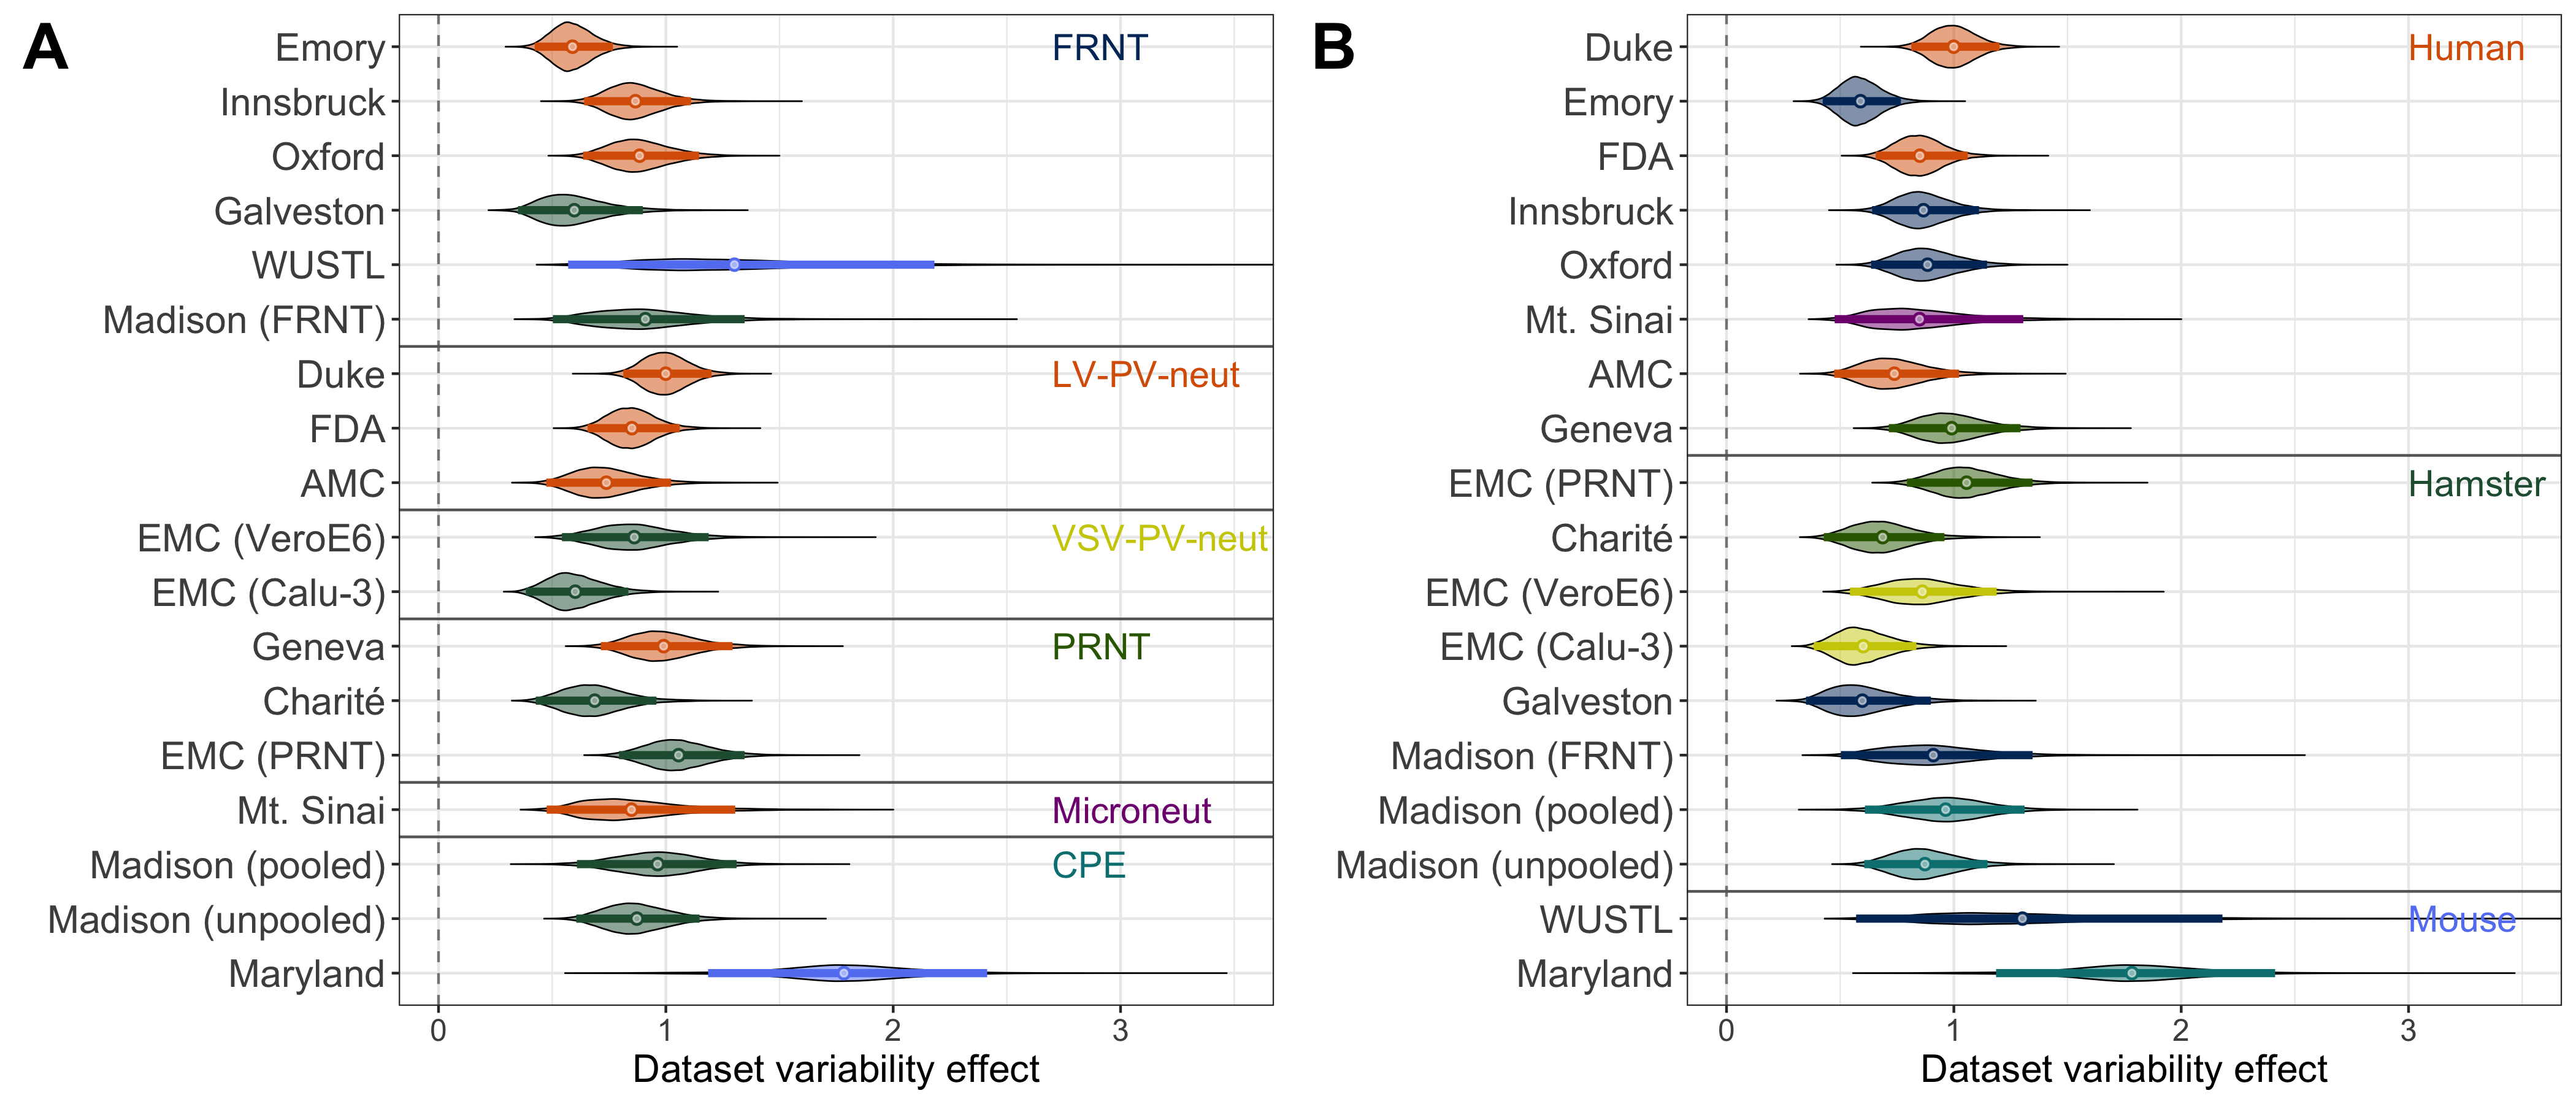 A
Emory
FRNT
Innsbruck
Oxford
Galveston
WUSTL
Madison (FRNT)
Duke
LV-PV-neut
FDA
AMC
EMC (VeroE6)
VSV-PV-neut
EMC (Calu-3)
Geneva
PRNT
Charité
EMC (PRNT)
Mt. Sinai
Microneut
Madison (pooled)
CPE
Madison (unpooled)
Maryland
0 1 2 3
Dataset variability effect
B
Duke
Human
Emory
FDA
Innsbruck
Oxford
Mt. Sinai
AMC
Geneva
EMC (PRNT)
Hamster
Charité
EMC (VeroE6)
EMC (Calu-3)
Galveston
Madison (FRNT)
Madison (pooled)
Madison (unpooled)
WUSTL
Mouse
Maryland
0 1 2 3
Dataset variability effect